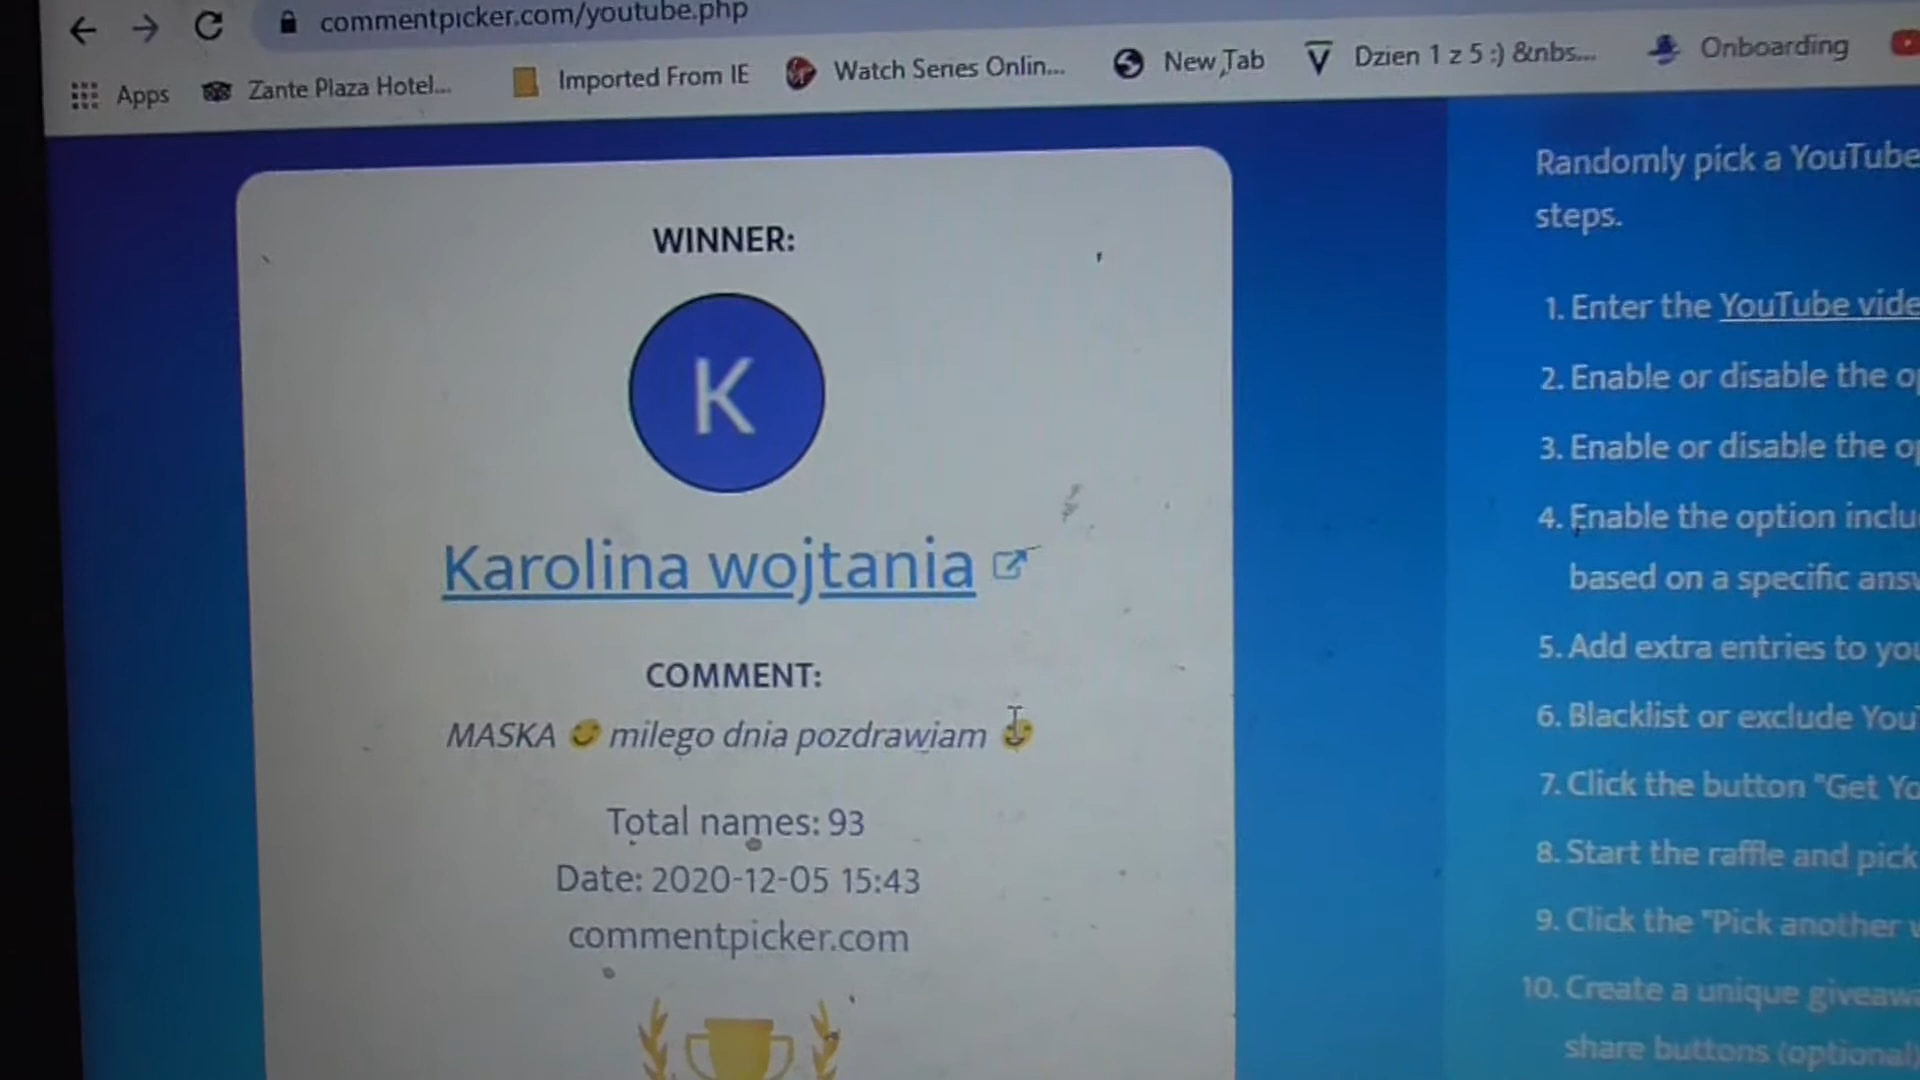 commentpicker.com/youtube.php
Apps
Zante Plaza Hotel...
Imported From IE
Watch Series Onlin...
New Tab
Dzien 1 z 5 :) &nbs...
Onboarding
WINNER:
K
Karolina wojtania
COMMENT:
MASKA 😊 milego dnia pozdrawiam 😊
Total names: 93
Date: 2020-12-05 15:43
commentpicker.com
Randomly pick a YouTube
steps.
1. Enter the YouTube vide
2. Enable or disable the op
3. Enable or disable the op
4. Enable the option inclu
based on a specific answ
5. Add extra entries to you
6. Blacklist or exclude You
7. Click the button "Get Yo
8. Start the raffle and pick
9. Click the "Pick another w
10. Create a unique giveawa
share buttons (optional)